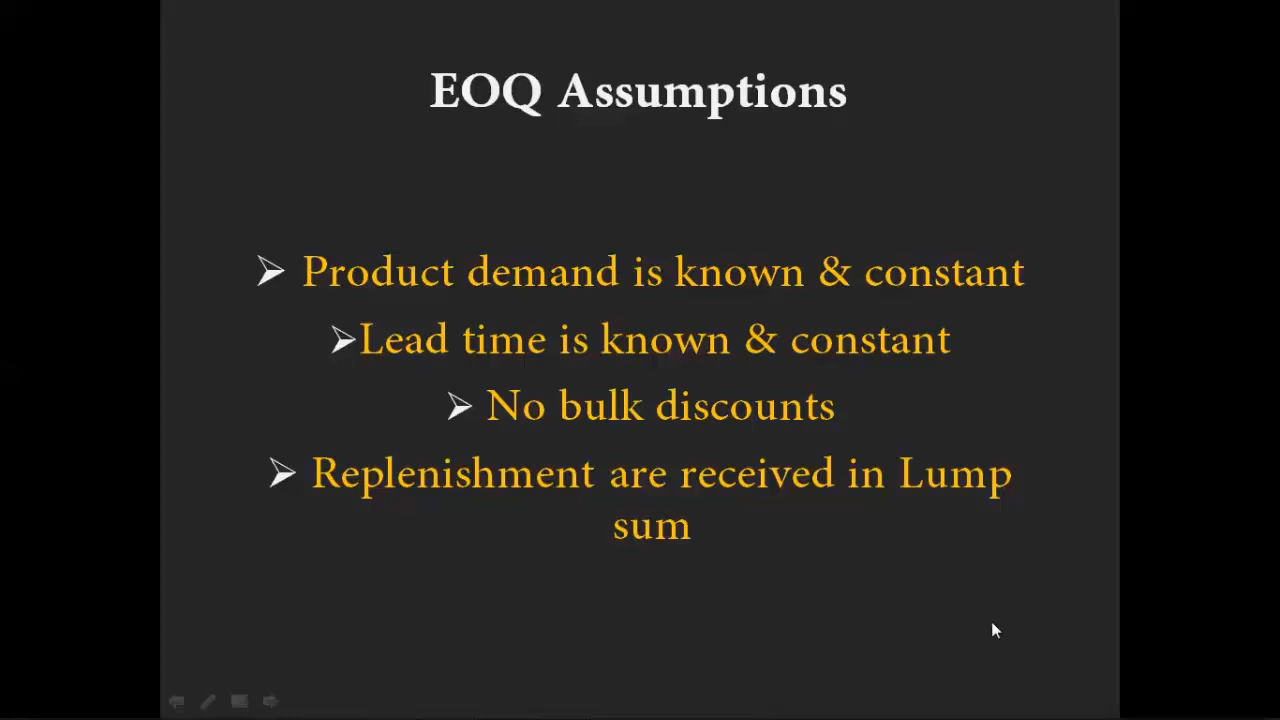 EOQ Assumptions
Product demand is known & constant
Lead time is known & constant
No bulk discounts
Replenishment are received in Lump
sum